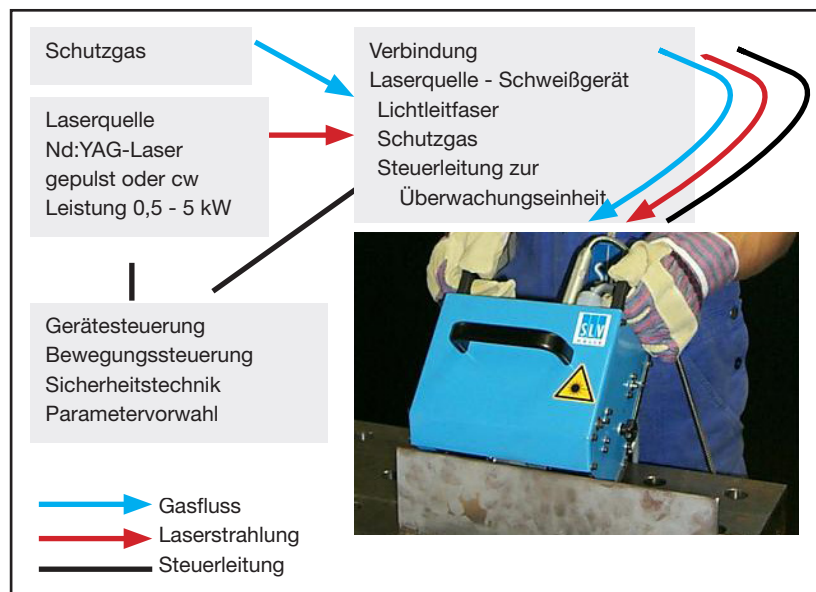 Schutzgas
Laserquelle
Nd:YAG-Laser
gepulst oder cw
Leistung 0,5 - 5 kW
Verbindung
Laserquelle - Schweißgerät
Lichtleitfaser
Schutzgas
Steuerleitung zur
Überwachungseinheit
Gerätesteuerung
Bewegungssteuerung
Sicherheitstechnik
Parametervorwahl
SLV
HALLE
Gasfluss
Laserstrahlung
Steuerleitung